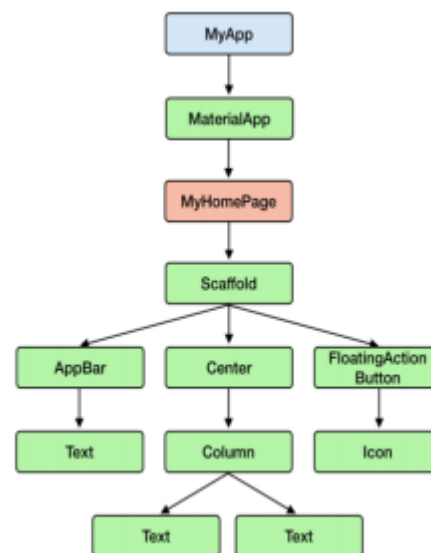 MyApp
MaterialApp
MyHomePage
Scaffold
AppBar
Center
FloatingAction
Button
Text
Column
Icon
Text
Text